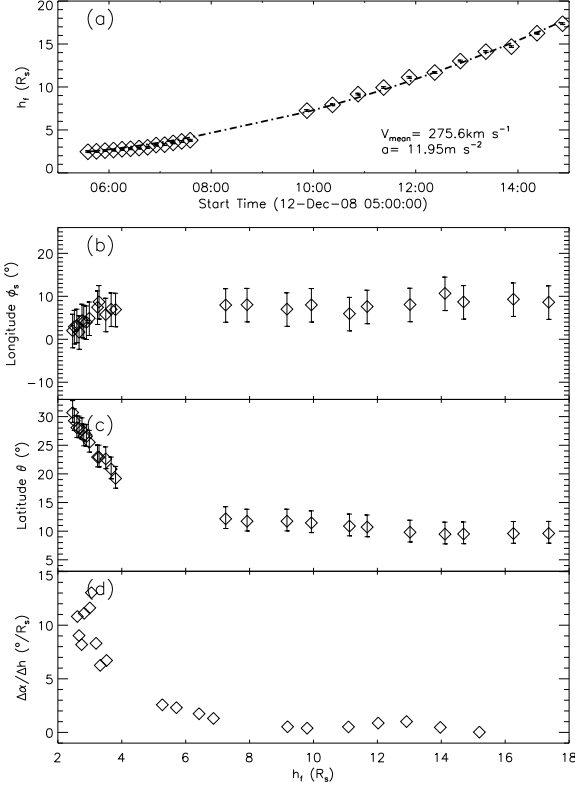 (a)
20
15
10
5
0
h_f (R_s)
V_mean= 275.6km s^-1
a= 11.95m s^-2
06:00 08:00 10:00 12:00 14:00
Start Time (12-Dec-08 05:00:00)
(b)
20
10
0
-10
Longitude ϕ_s (°)
(c)
30
25
20
15
10
5
Latitude θ (°)
(d)
15
10
5
0
Δα/Δh (°/R_s)
2 4 6 8 10 12 14 16 18
h_f (R_s)